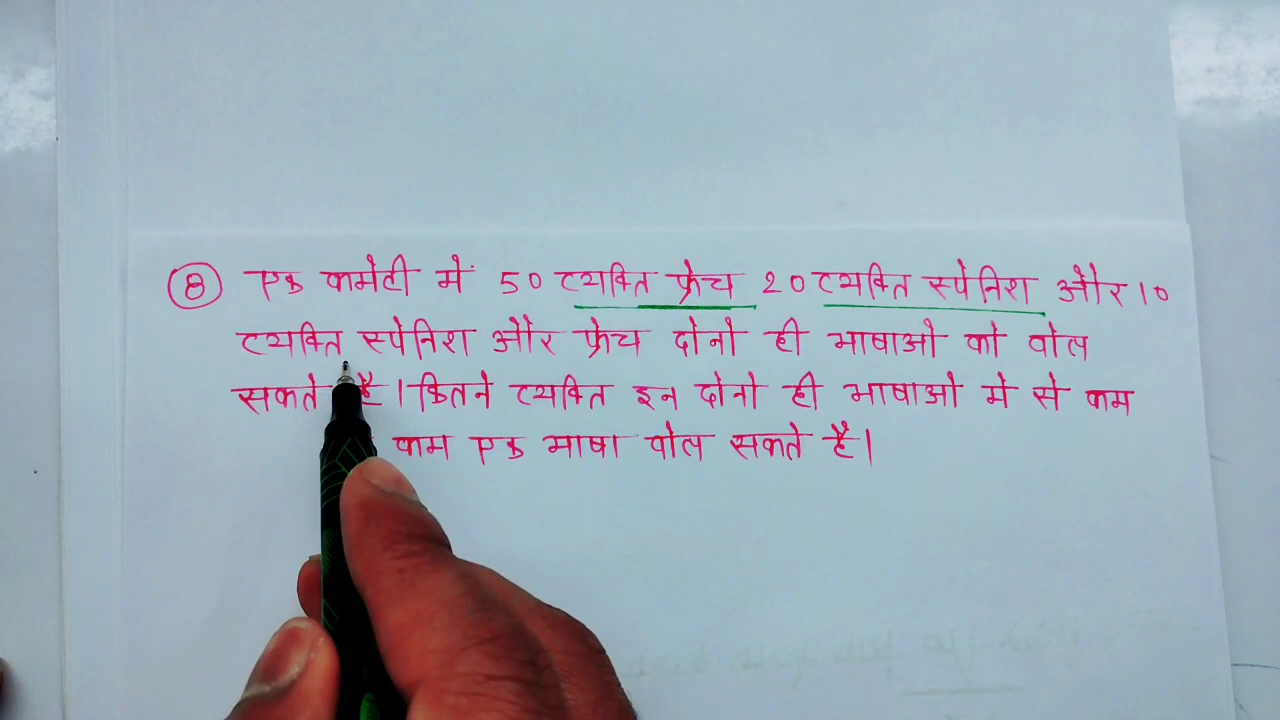 ⑧ एक कमेटी में 50 व्यक्ति फ्रेंच 20 व्यक्ति स्पेनिश और 10
व्यक्ति स्पेनिश और फ्रेंच दोनो ही भाषाओ को बोल
सकते है। कितने व्यक्ति इन दोनो ही भाषाओ मे से कम
कम एक भाषा बोल सकते है।